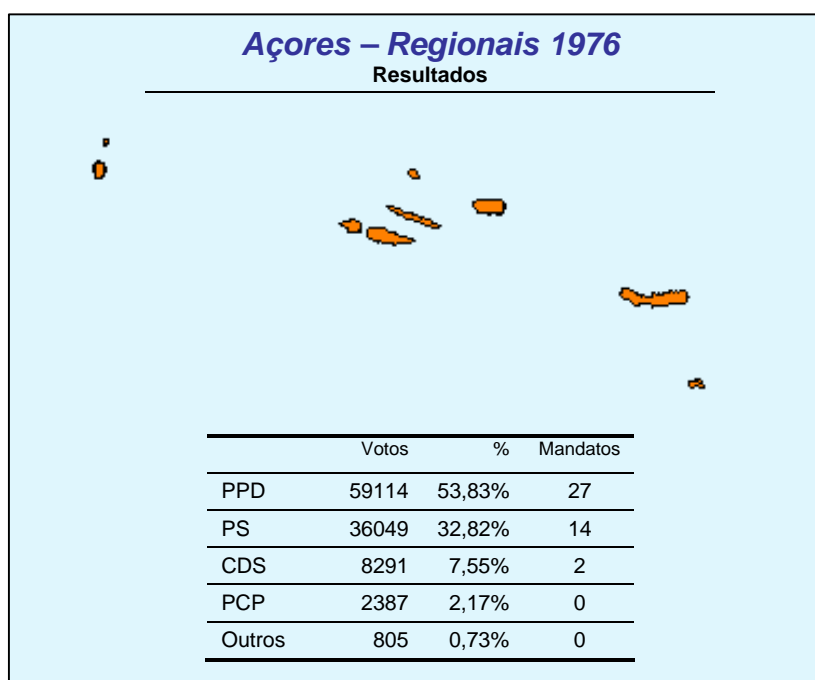 Açores – Regionais 1976
Resultados
Votos % Mandatos
PPD 59114 53,83% 27
PS 36049 32,82% 14
CDS 8291 7,55% 2
PCP 2387 2,17% 0
Outros 805 0,73% 0